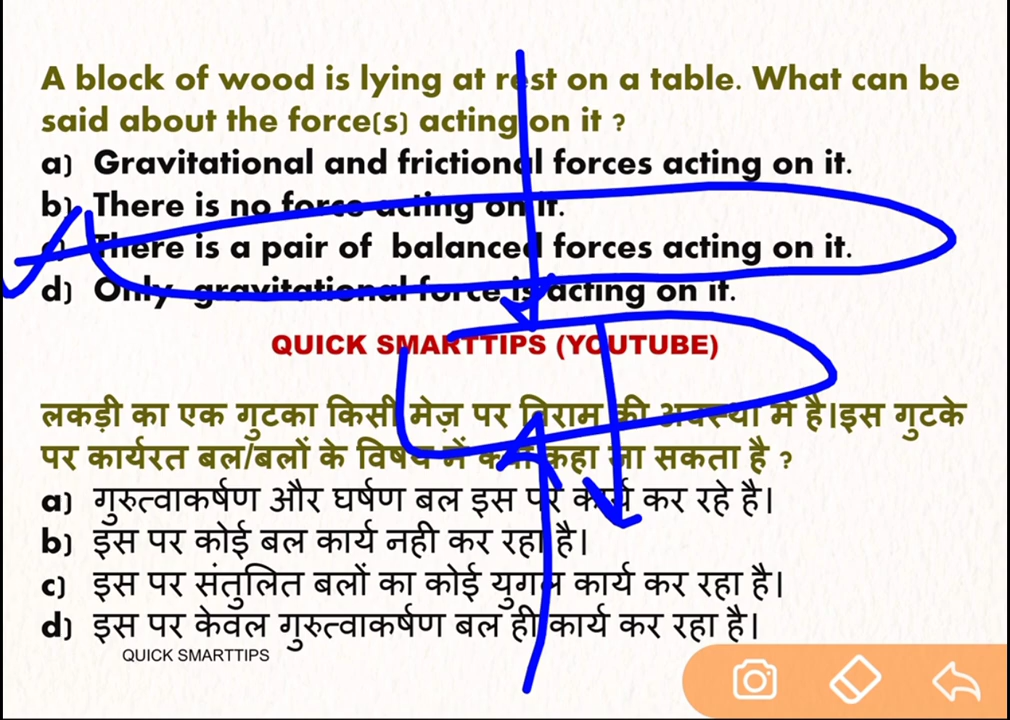 A block of wood is lying at rest on a table. What can be
said about the force(s) acting on it ?
a) Gravitational and frictional forces acting on it.
b) There is no force acting on it.
c) There is a pair of balanced forces acting on it.
d) Only gravitational force is acting on it.
QUICK SMARTTIPS (YOUTUBE)
लकड़ी का एक गुटका किसी मेज़ पर विराम की अवस्था में है।इस गुटके
पर कार्यरत बल/बलों के विषय में क्या कहा जा सकता है ?
a) गुरुत्वाकर्षण और घर्षण बल इस पर कार्य कर रहे है।
b) इस पर कोई बल कार्य नही कर रहा है।
c) इस पर संतुलित बलों का कोई युगल कार्य कर रहा है।
d) इस पर केवल गुरुत्वाकर्षण बल ही कार्य कर रहा है।
QUICK SMARTTIPS